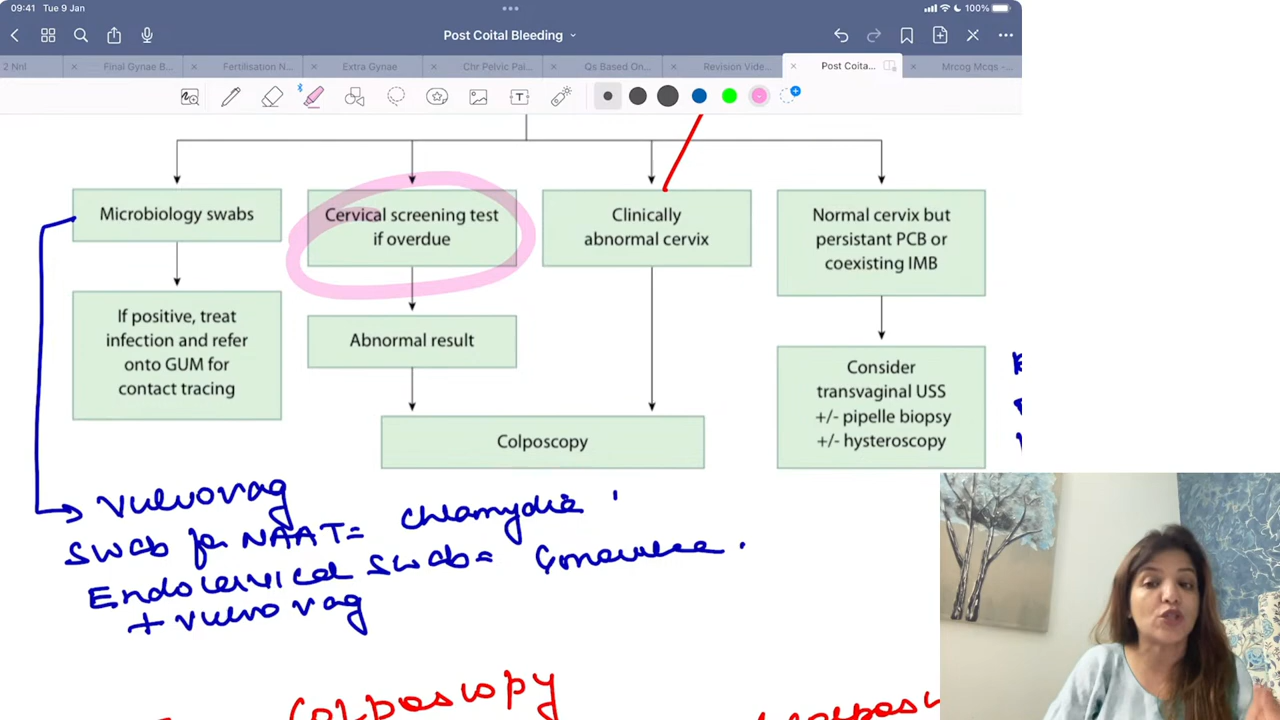 09:41 Tue 9 Jan
100%
Post Coital Bleeding
2 Nnl
Final Gynae B...
Fertilisation N...
Extra Gynae
Chr Pelvic Pai...
Qs Based On...
Revision Vide...
Post Coita...
Mrcog Mcqs -...
Microbiology swabs
Cervical screening test
if overdue
Clinically
abnormal cervix
Normal cervix but
persistant PCB or
coexisting IMB
If positive, treat
infection and refer
onto GUM for
contact tracing
Abnormal result
Consider
transvaginal USS
+/- pipelle biopsy
+/- hysteroscopy
Colposcopy
vulvovag
swab for NAAT= Chlamydia
Endocervical swab=
+ vulvovag
Colposcopy